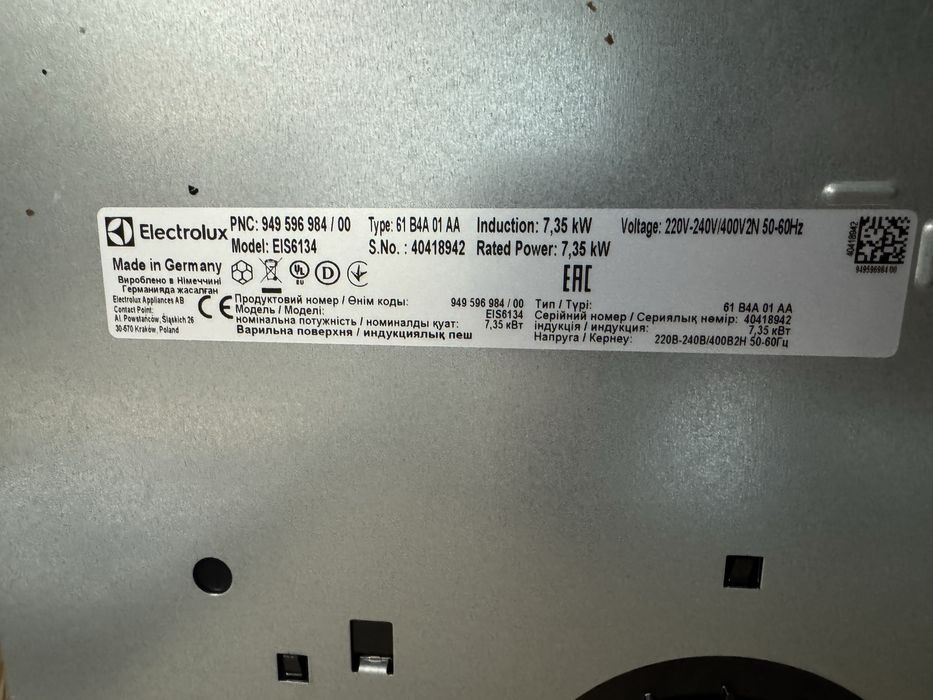 Electrolux
PNC: 949 596 984 / 00 Type: 61 B4A 01 AA Induction: 7,35 kW Voltage: 220V-240V/400V2N 50-60Hz
Model: EIS6134 S.No. : 40418942 Rated Power: 7,35 kW
Made in Germany
Вироблено в Німеччині
Германияда жасалган
Electrolux Appliances AB
Contact Point:
Al. Powstańców, Śląskich 26
30-570 Kraków, Poland
UL
EU
D
CE
EAC
Продуктовий номер / Өнім коды: 949 596 984 / 00
Модель / Моделі: EIS6134
номінальна потужність / номиналды қуат: 7,35 кВт
Варильна поверхня / индукциялық пеш
Тип / Түрі: 61 B4A 01 AA
Серійний номер / Сериялық нөмір: 40418942
індукція / индукция: 7,35 кВт
Напруга / Кернеу: 220В-240В/400В2Н 50-60Гц
40418942
949596984 00